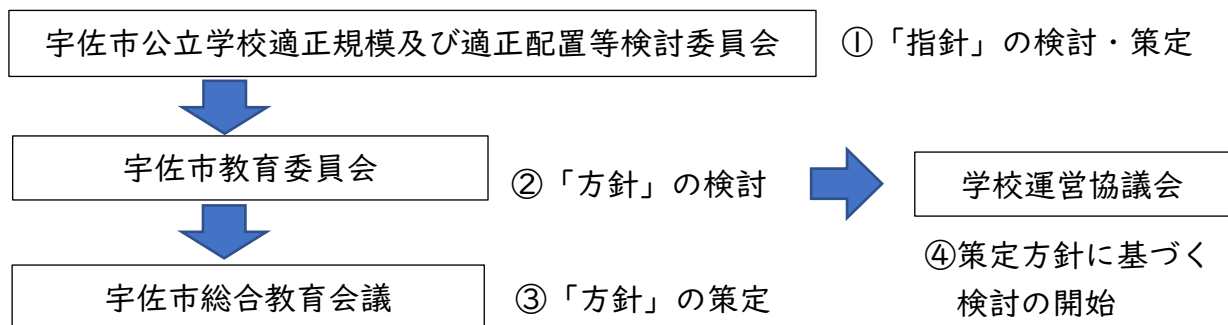 宇佐市公立学校適正規模及び適正配置等検討委員会
①「指針」の検討・策定
宇佐市教育委員会
②「方針」の検討
学校運営協議会
④策定方針に基づく
検討の開始
宇佐市総合教育会議
③「方針」の策定